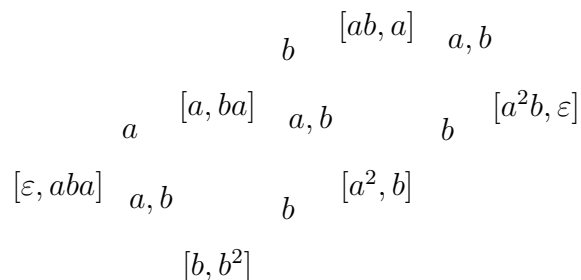 [ab, a]
b
a, b
[a, ba]
[a²b, ε]
a
a, b
b
[ε, aba]
[a², b]
a, b
b
[b, b²]